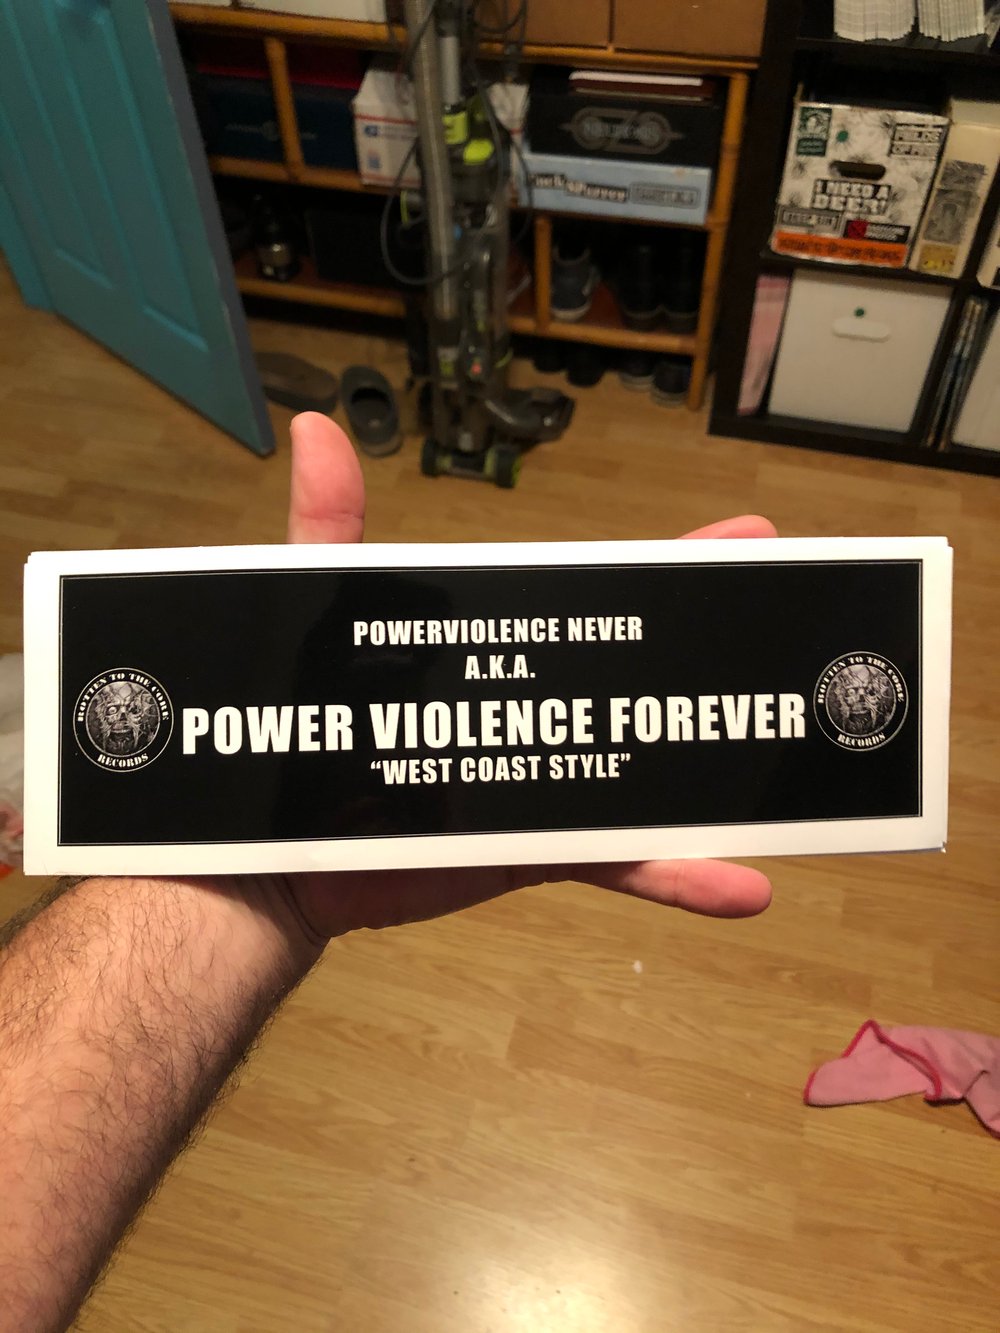 I NEED A
DEER!
POWERVIOLENCE NEVER
A.K.A.
POWER VIOLENCE FOREVER
“WEST COAST STYLE”
ROTTEN TO THE CORE
RECORDS
ROTTEN TO THE CORE
RECORDS